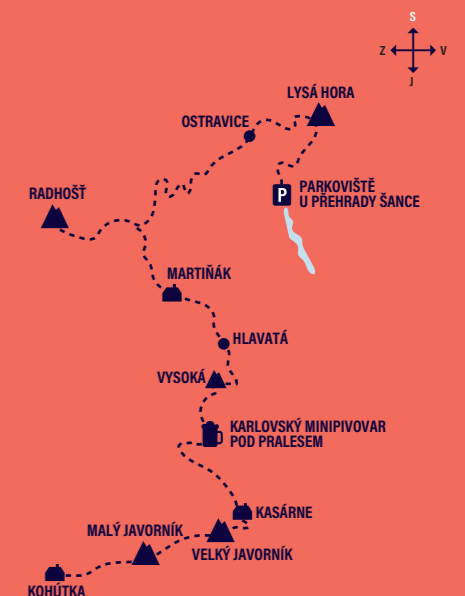 S
Z
V
J
LYSÁ HORA
OSTRAVICE
P
PARKOVIŠTĚ
U PŘEHRADY ŠANCE
RADHOŠŤ
MARTIŇÁK
HLAVATÁ
VYSOKÁ
KARLOVSKÝ MINIPIVOVAR
POD PRALESEM
KASÁRNE
MALÝ JAVORNÍK
VELKÝ JAVORNÍK
KOHÚTKA